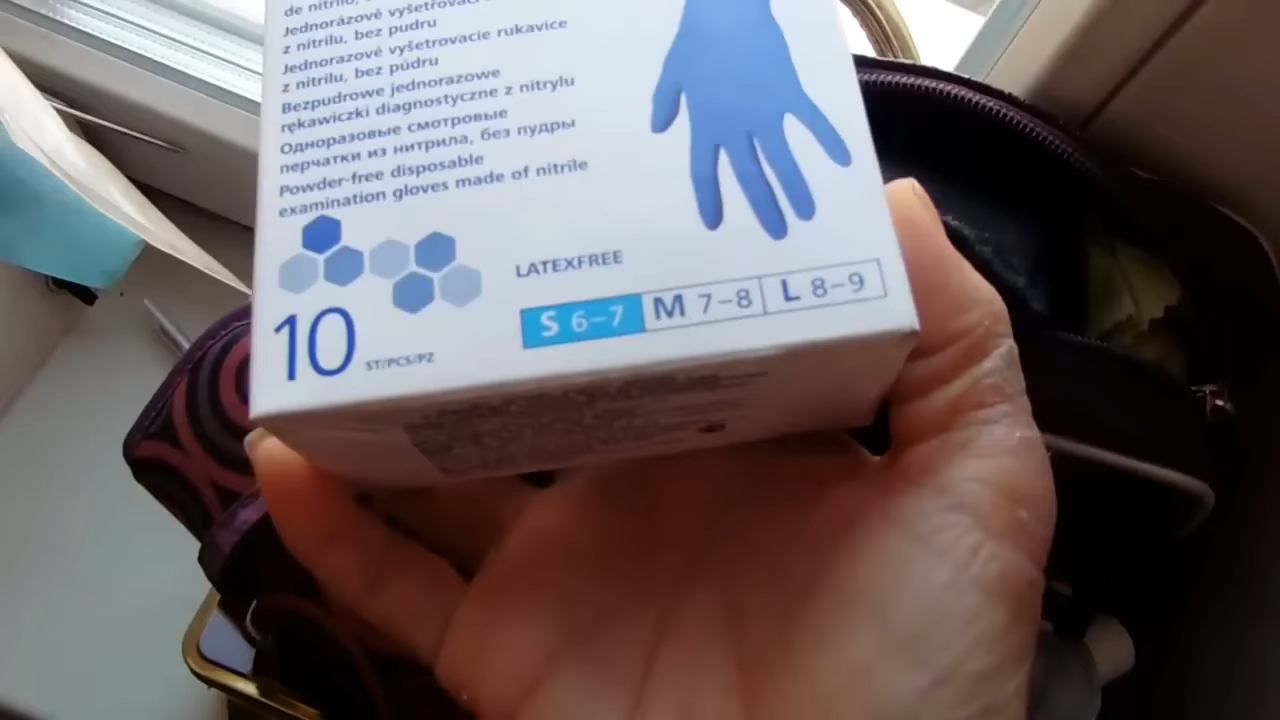 de nitrilo,
Jednorázové vyšetřovací
z nitrilu, bez pudru
Jednorazové vyšetrovacie rukavice
z nitrilu, bez púdru
Bezpudrowe jednorazowe
rękawiczki diagnostyczne z nitrylu
Одноразовые смотровые
перчатки из нитрила, без пудры
Powder-free disposable
examination gloves made of nitrile
LATEXFREE
S 6–7 M 7–8 L 8–9
10 ST/PCS/PZ